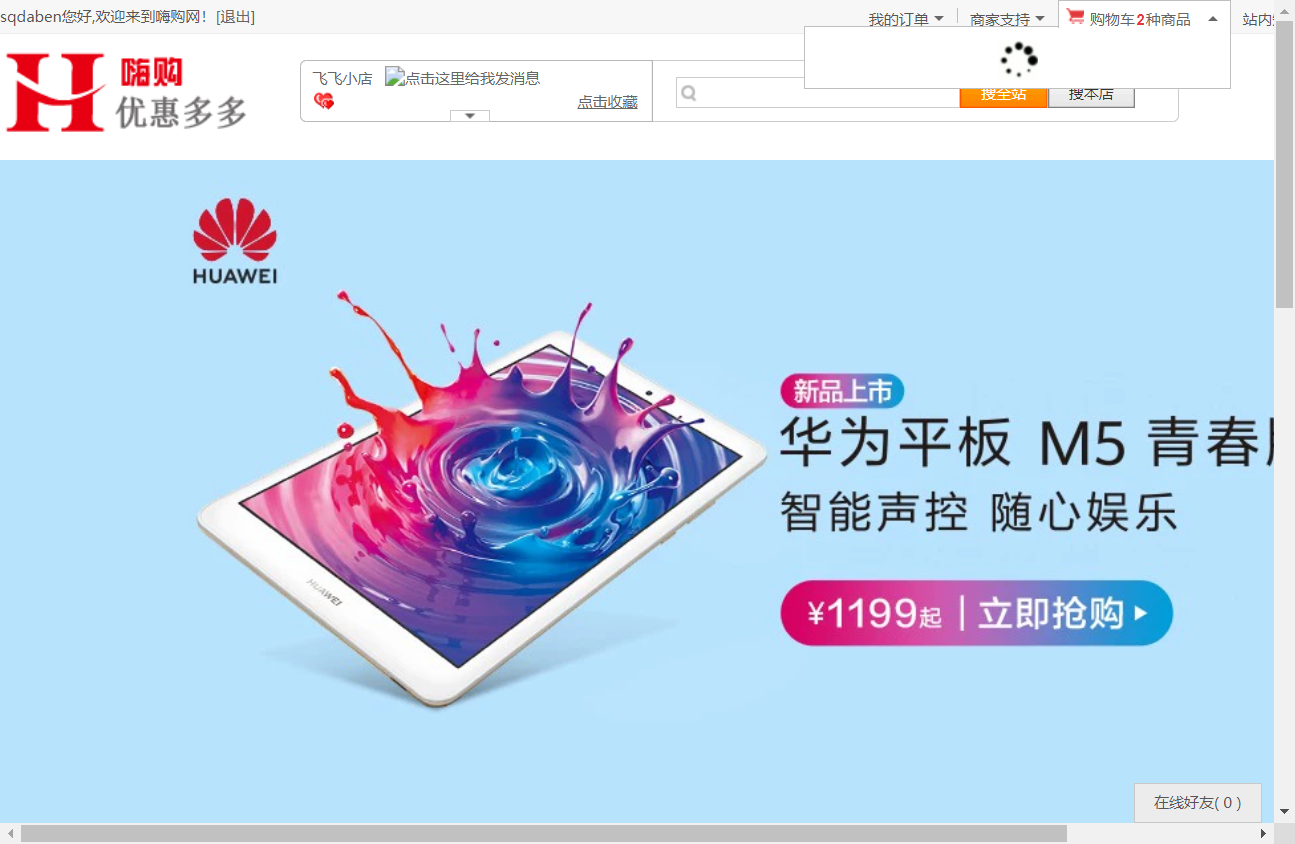 sqdaben您好,欢迎来到嗨购网！[退出]
我的订单 商家支持 购物车2种商品 站内
嗨购
优惠多多
飞飞小店 点击这里给我发消息
点击收藏
搜全站 搜本店
HUAWEI
新品上市
华为平板 M5 青春
智能声控 随心娱乐
HUAWEI
¥1199起 立即抢购
在线好友( 0 )